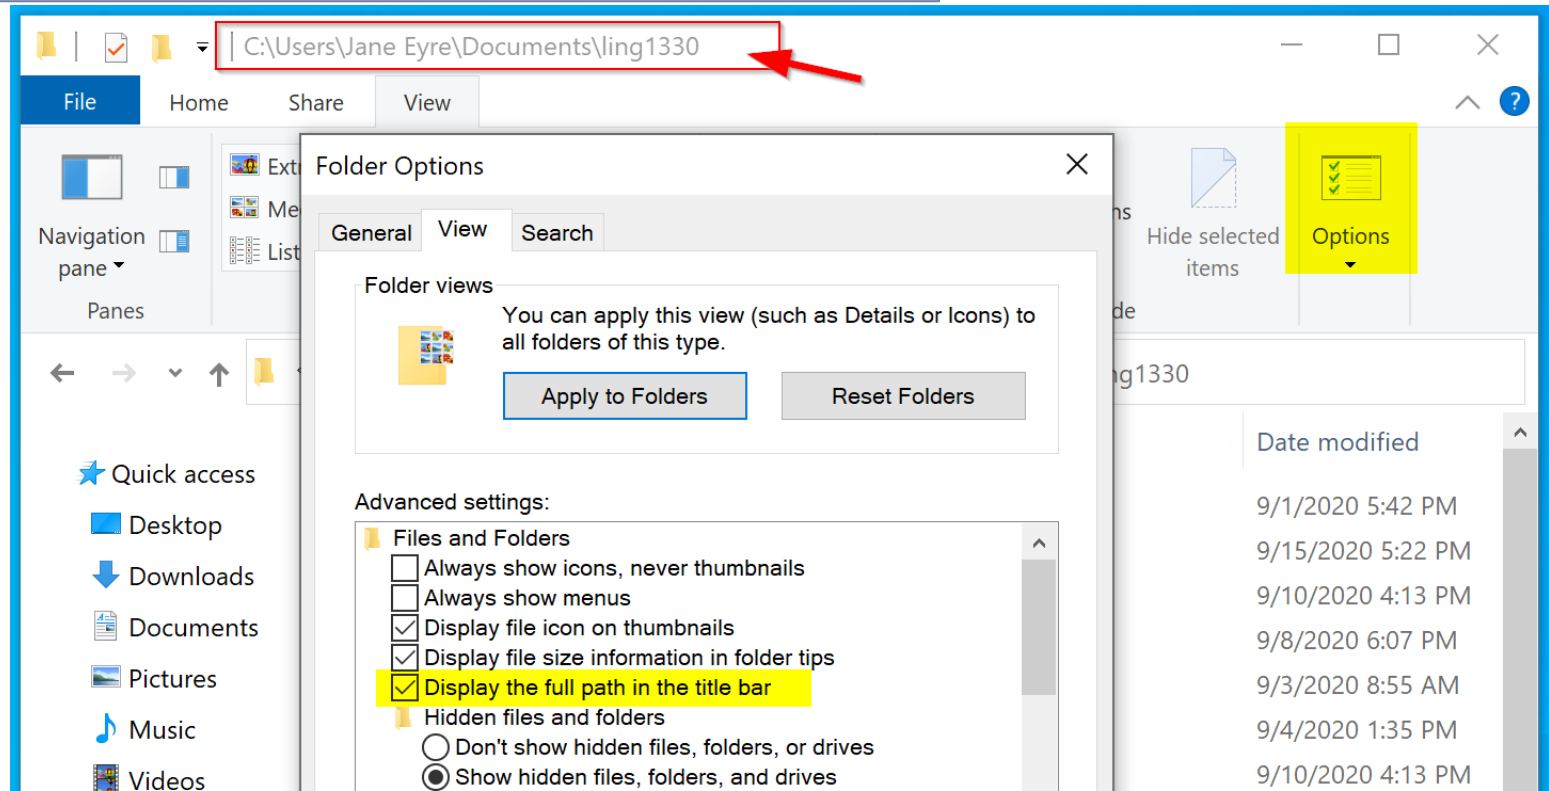 C:\Users\Jane Eyre\Documents\ling1330
File Home Share View
?
Folder Options
Navigation
pane
Panes
Ext
Me
List
General View Search
Hide selected
items
Options
Folder views
You can apply this view (such as Details or Icons) to
all folders of this type.
Apply to Folders Reset Folders
ns
de
g1330
Date modified
Quick access
Desktop
Downloads
Documents
Pictures
Music
Videos
Advanced settings:
Files and Folders
Always show icons, never thumbnails
Always show menus
Display file icon on thumbnails
Display file size information in folder tips
Display the full path in the title bar
Hidden files and folders
Don't show hidden files, folders, or drives
Show hidden files, folders, and drives
9/1/2020 5:42 PM
9/15/2020 5:22 PM
9/10/2020 4:13 PM
9/8/2020 6:07 PM
9/3/2020 8:55 AM
9/4/2020 1:35 PM
9/10/2020 4:13 PM